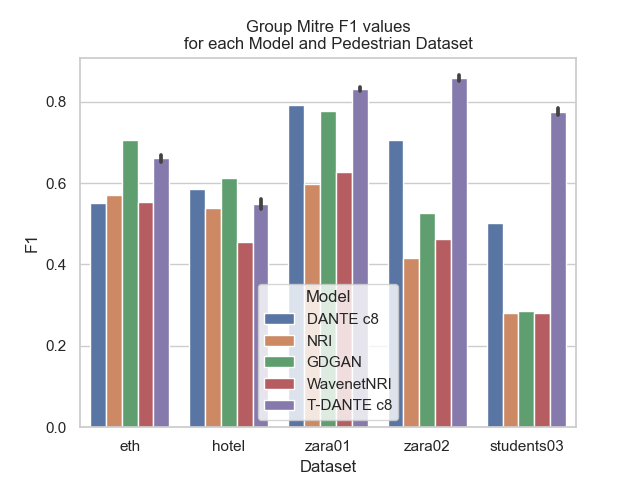 Group Mitre F1 values
for each Model and Pedestrian Dataset
F1
0.8
0.6
0.4
0.2
0.0
Model
DANTE c8
NRI
GDGAN
WavenetNRI
T-DANTE c8
eth hotel zara01 zara02 students03
Dataset